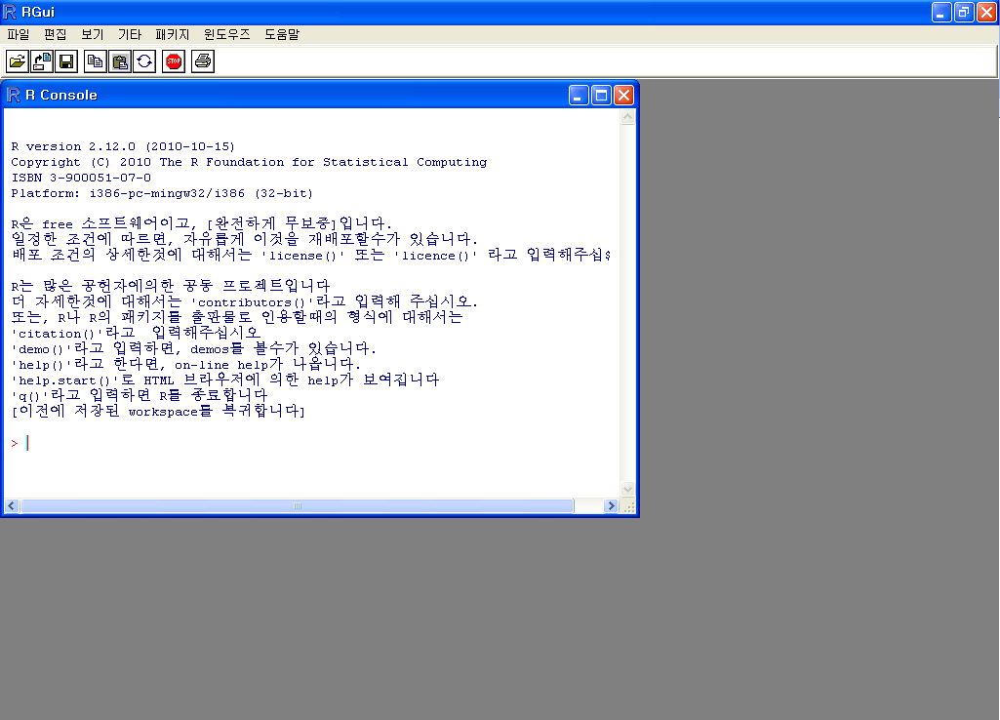 RGui
파일 편집 보기 기타 패키지 윈도우즈 도움말
STOP
R Console
R version 2.12.0 (2010-10-15)
Copyright (C) 2010 The R Foundation for Statistical Computing
ISBN 3-900051-07-0
Platform: i386-pc-mingw32/i386 (32-bit)
R은 free 소프트웨어이고, [완전하게 무보증]입니다.
일정한 조건에 따르면, 자유롭게 이것을 재배포할수가 있습니다.
배포 조건의 상세한것에 대해서는 'license()' 또는 'licence()' 라고 입력해주십$
R는 많은 공헌자에의한 공동 프로젝트입니다
더 자세한것에 대해서는 'contributors()'라고 입력해 주십시오.
또는, R나 R의 패키지를 출판물로 인용할때의 형식에 대해서는
'citation()'라고  입력해주십시오
'demo()'라고 입력하면, demos를 볼수가 있습니다.
'help()'라고 한다면, on-line help가 나옵니다.
'help.start()'로 HTML 브라우저에 의한 help가 보여집니다
'q()'라고 입력하면 R를 종료합니다
[이전에 저장된 workspace를 복귀합니다]
>